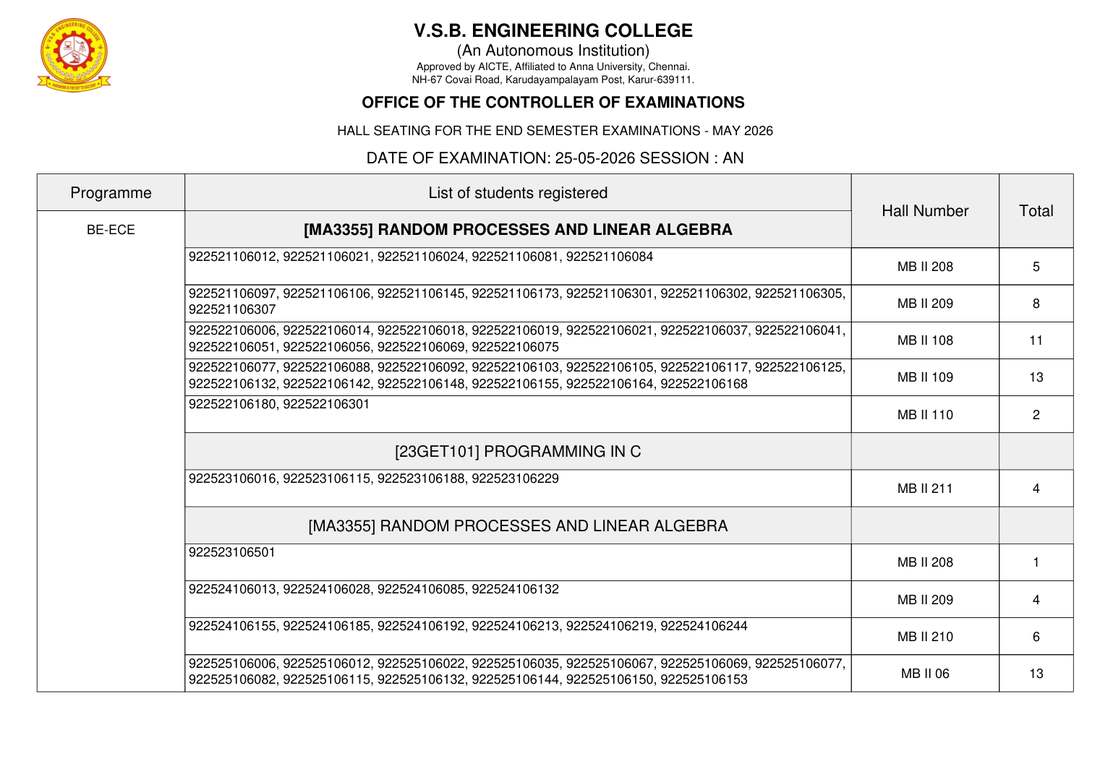 V.S.B. ENGINEERING COLLEGE
(An Autonomous Institution)
Approved by AICTE, Affiliated to Anna University, Chennai.
NH-67 Covai Road, Karudayampalayam Post, Karur-639111.
OFFICE OF THE CONTROLLER OF EXAMINATIONS
HALL SEATING FOR THE END SEMESTER EXAMINATIONS - MAY 2026
DATE OF EXAMINATION: 25-05-2026 SESSION : AN
Programme List of students registered Hall Number Total
BE-ECE [MA3355] RANDOM PROCESSES AND LINEAR ALGEBRA
922521106012, 922521106021, 922521106024, 922521106081, 922521106084 MB II 208 5
922521106097, 922521106106, 922521106145, 922521106173, 922521106301, 922521106302, 922521106305,
922521106307 MB II 209 8
922522106006, 922522106014, 922522106018, 922522106019, 922522106021, 922522106037, 922522106041,
922522106051, 922522106056, 922522106069, 922522106075 MB II 108 11
922522106077, 922522106088, 922522106092, 922522106103, 922522106105, 922522106117, 922522106125,
922522106132, 922522106142, 922522106148, 922522106155, 922522106164, 922522106168 MB II 109 13
922522106180, 922522106301 MB II 110 2
[23GET101] PROGRAMMING IN C
922523106016, 922523106115, 922523106188, 922523106229 MB II 211 4
[MA3355] RANDOM PROCESSES AND LINEAR ALGEBRA
922523106501 MB II 208 1
922524106013, 922524106028, 922524106085, 922524106132 MB II 209 4
922524106155, 922524106185, 922524106192, 922524106213, 922524106219, 922524106244 MB II 210 6
922525106006, 922525106012, 922525106022, 922525106035, 922525106067, 922525106069, 922525106077,
922525106082, 922525106115, 922525106132, 922525106144, 922525106150, 922525106153 MB II 06 13